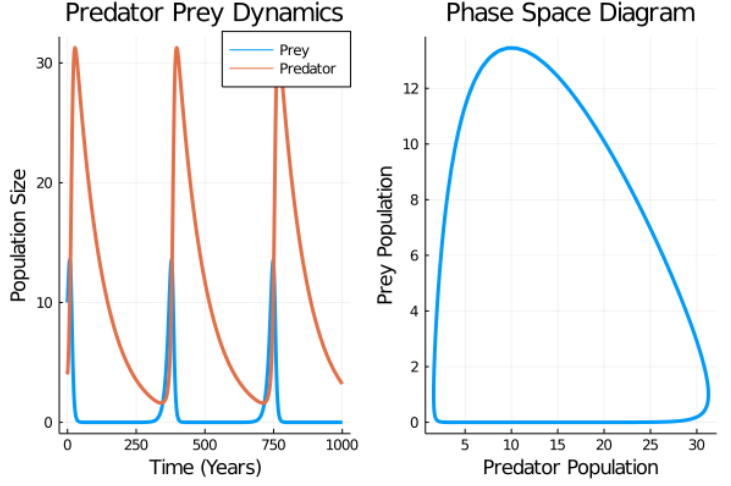 Predator Prey Dynamics
Prey
Predator
30
20
10
0
Population Size
0
250
500
750
1000
Time (Years)
Phase Space Diagram
12
10
8
6
4
2
0
Prey Population
5
10
15
20
25
30
Predator Population